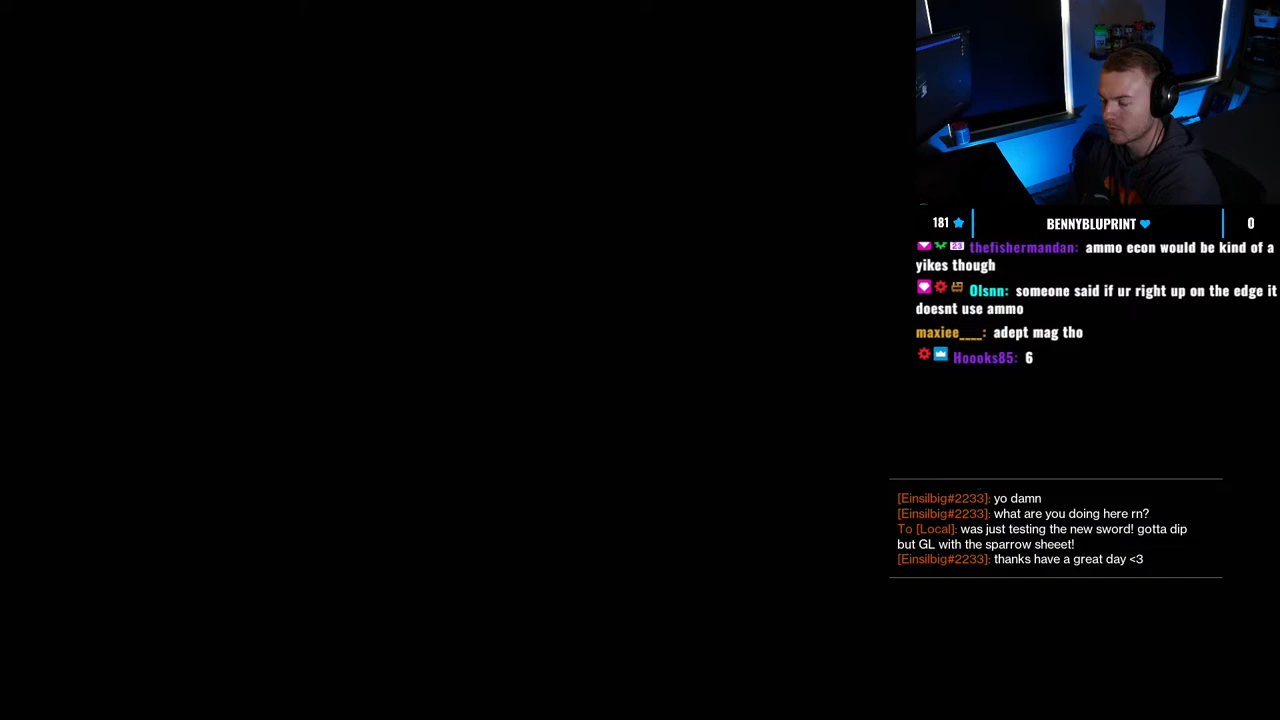 181
BENNYBLUPRINT
0
23 thefishermandan: ammo econ would be kind of a
yikes though
Olsnn: someone said if ur right up on the edge it
doesnt use ammo
maxiee____: adept mag tho
Hoooks85: 6
[Einsilbig#2233]: yo damn
[Einsilbig#2233]: what are you doing here rn?
To [Local]: was just testing the new sword! gotta dip
but GL with the sparrow sheeet!
[Einsilbig#2233]: thanks have a great day <3